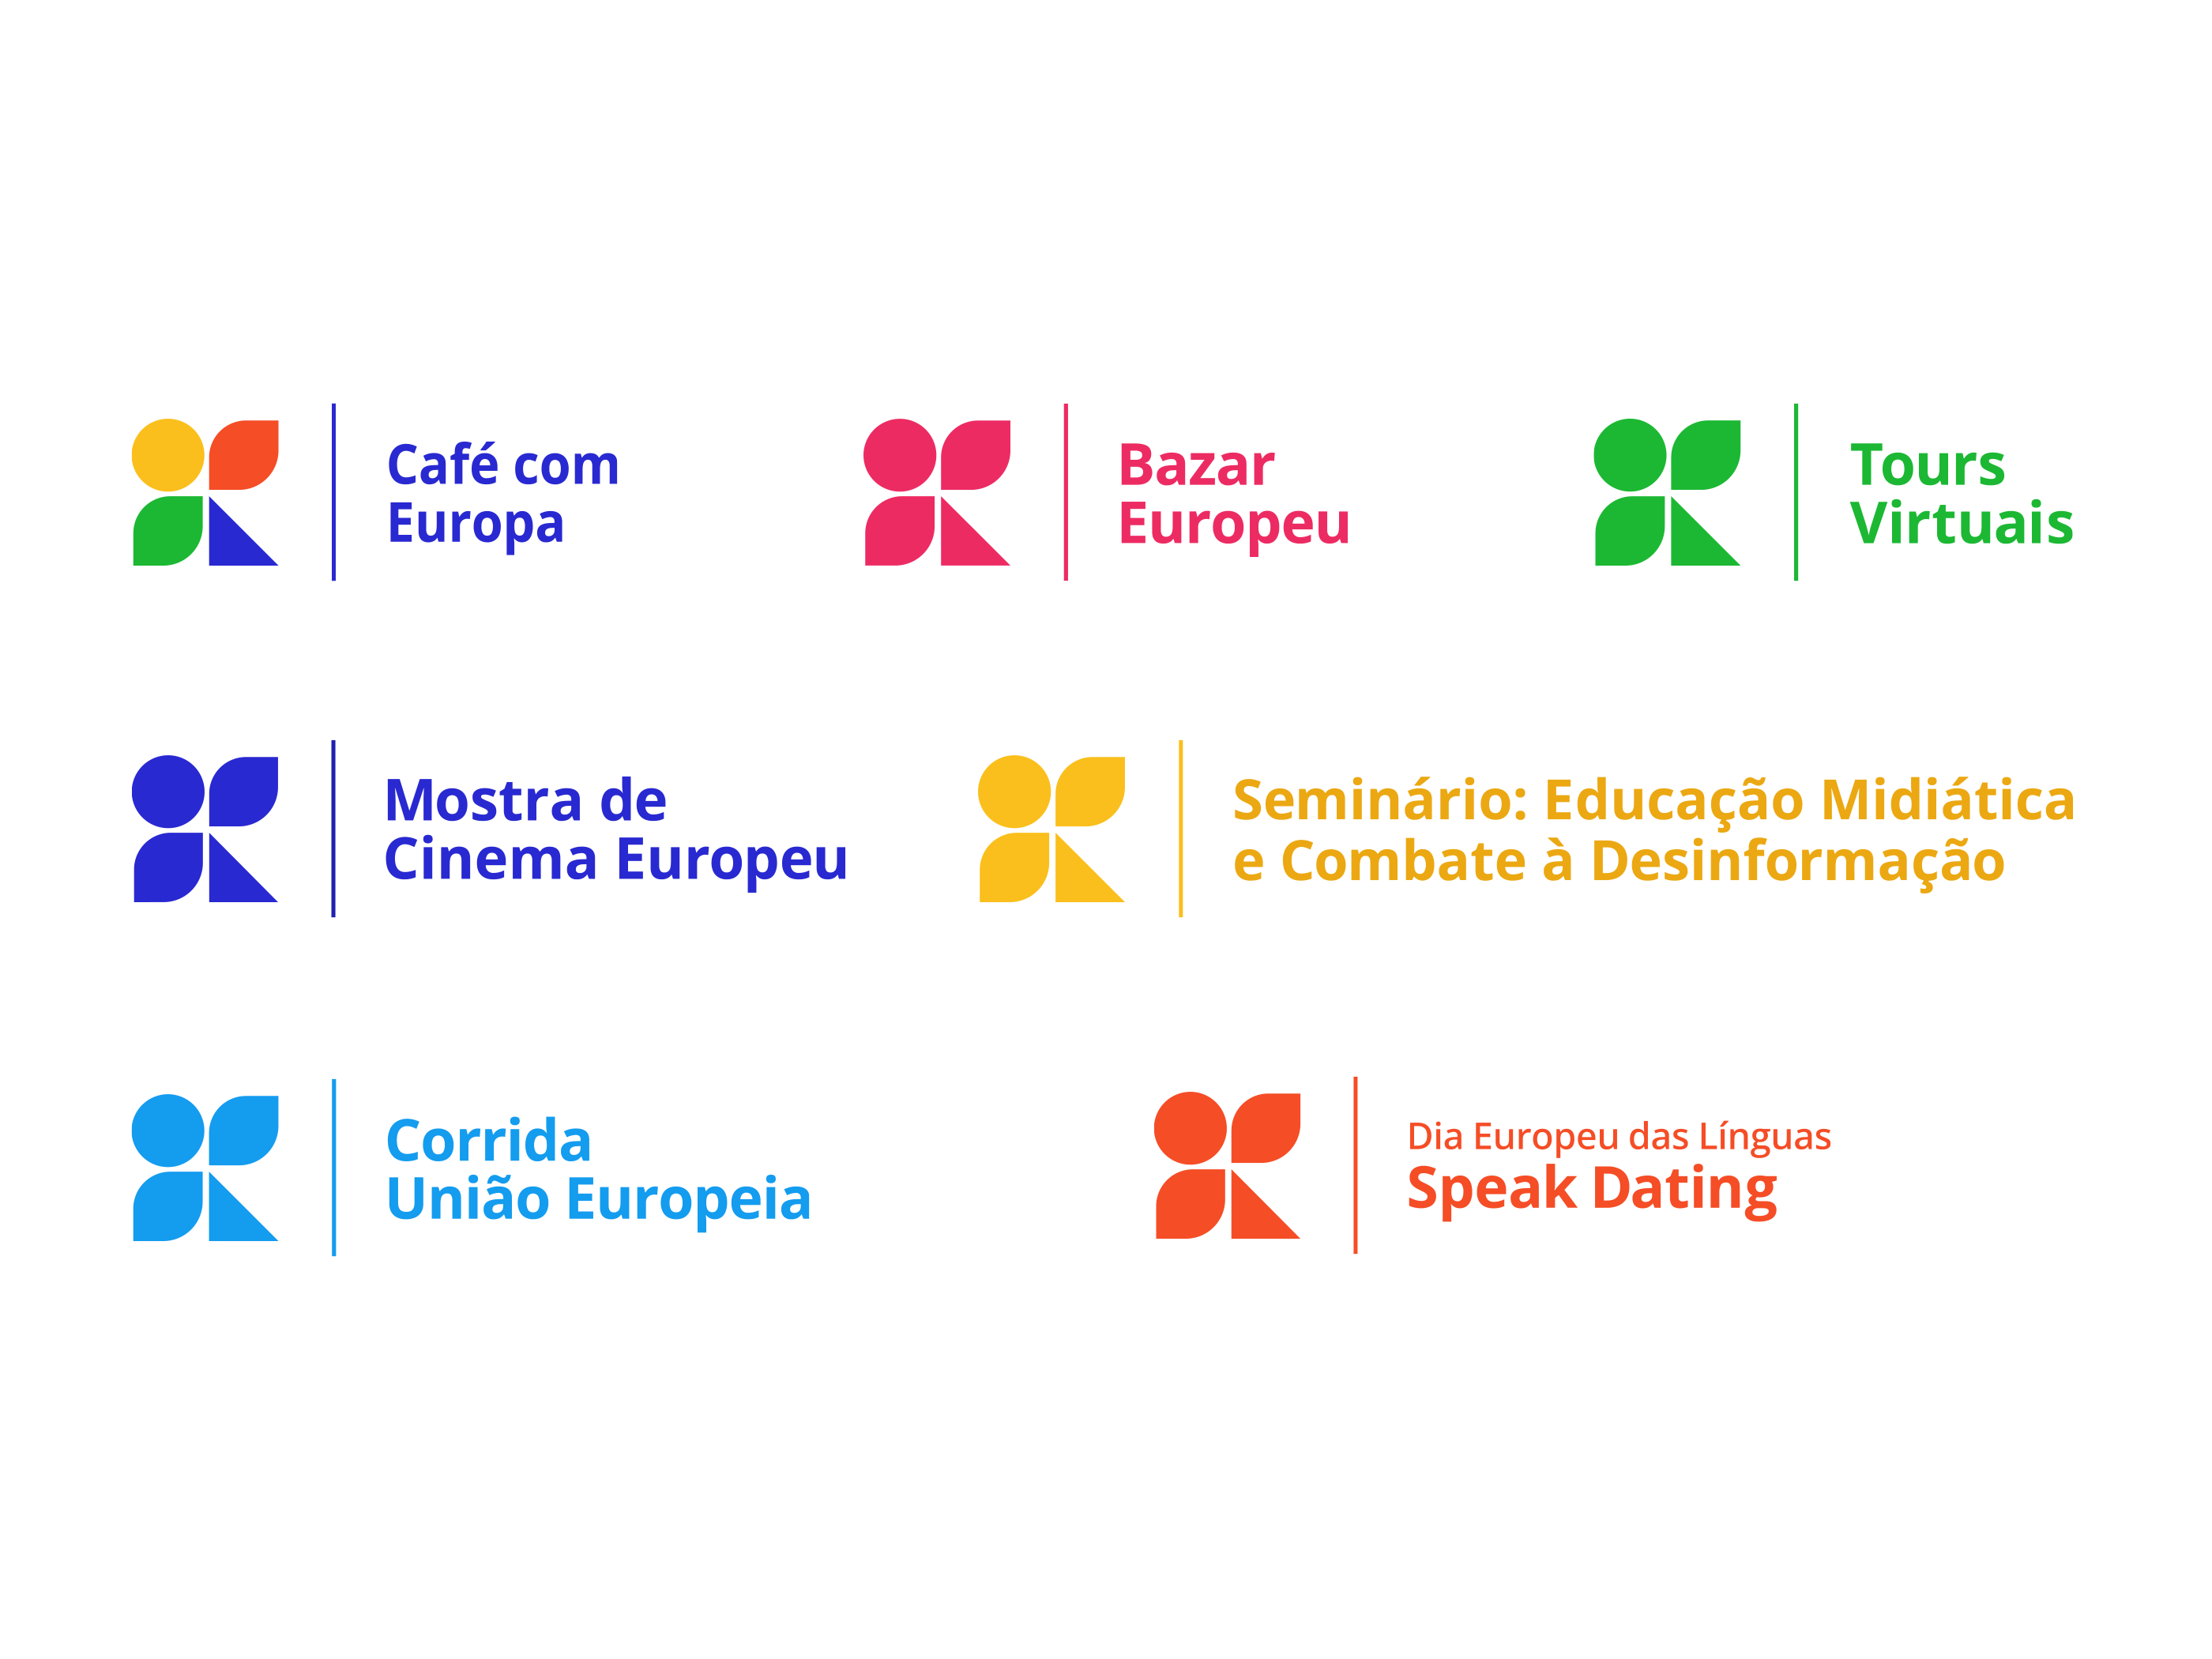 Café com
Europa
Bazar
Europeu
Tours
Virtuais
Mostra de
Cinema Europeu
Seminário: Educação Midiática
e Combate à Desinformação
Corrida
União Europeia
Dia Europeu das Línguas
Speak Dating